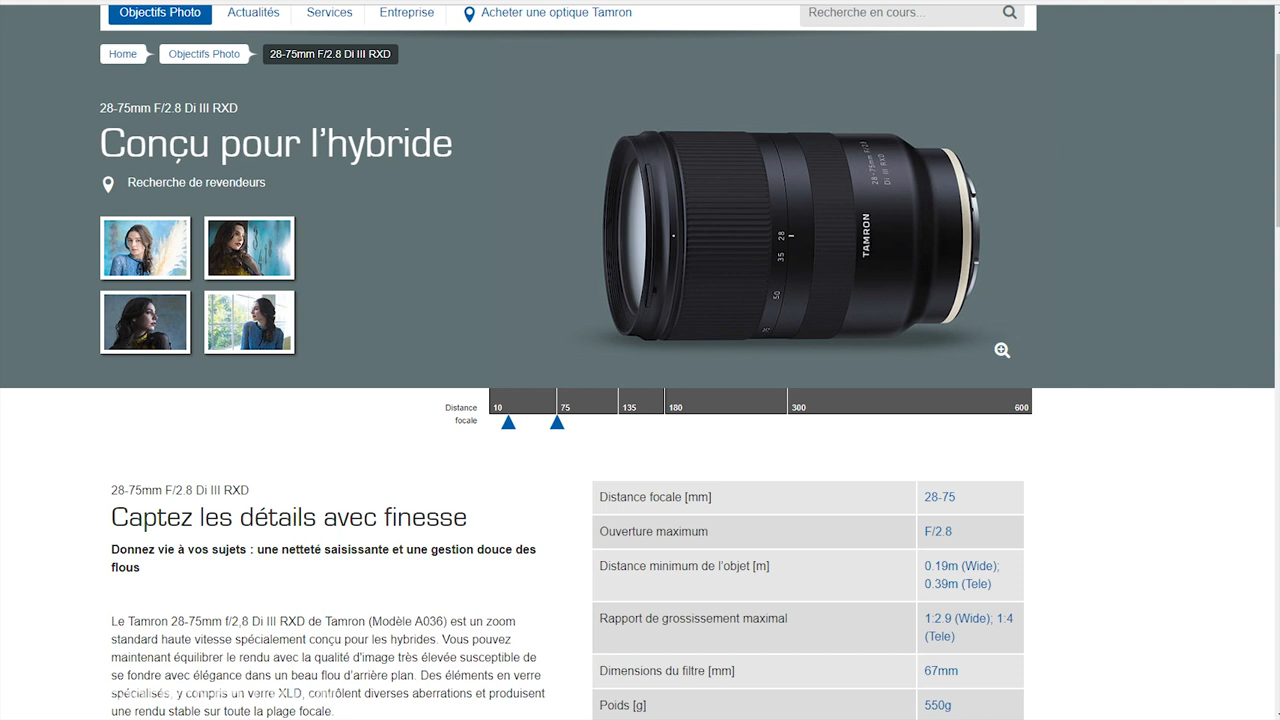 Objectifs Photo
Actualités
Services
Entreprise
Acheter une optique Tamron
Recherche en cours...
Home
Objectifs Photo
28-75mm F/2.8 Di III RXD
28-75mm F/2.8 Di III RXD
Conçu pour l'hybride
Recherche de revendeurs
28-75mm F/2.8
Di III RXD
TAMRON
28
35
50
75
Distance
focale
10
75
135
180
300
600
28-75mm F/2.8 Di III RXD
Captez les détails avec finesse
Donnez vie à vos sujets : une netteté saisissante et une gestion douce des
flous
Le Tamron 28-75mm f/2,8 Di III RXD de Tamron (Modèle A036) est un zoom
standard haute vitesse spécialement conçu pour les hybrides. Vous pouvez
maintenant équilibrer le rendu avec la qualité d'image très élevée susceptible de
se fondre avec élégance dans un beau flou d'arrière plan. Des éléments en verre
spécialisés, y compris un verre XLD, contrôlent diverses aberrations et produisent
une rendu stable sur toute la plage focale.
Distance focale [mm]
28-75
Ouverture maximum
F/2.8
Distance minimum de l'objet [m]
0.19m (Wide);
0.39m (Tele)
Rapport de grossissement maximal
1:2.9 (Wide); 1:4
(Tele)
Dimensions du filtre [mm]
67mm
Poids [g]
550g